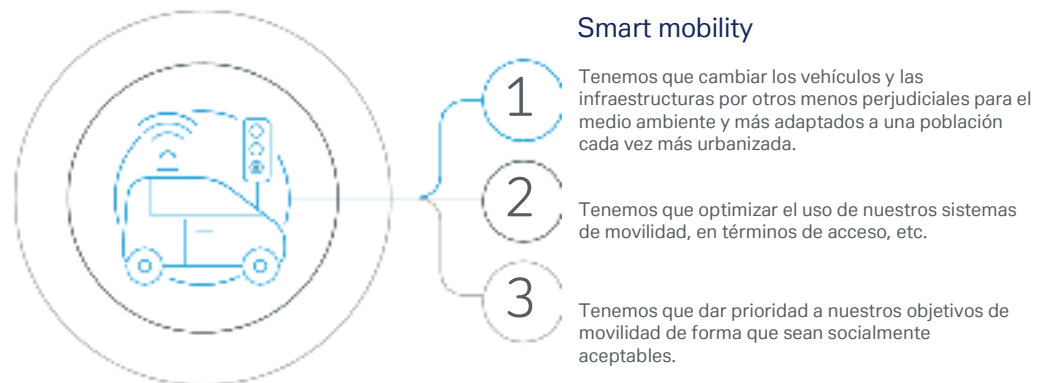 Smart mobility
1
Tenemos que cambiar los vehículos y las
infraestructuras por otros menos perjudiciales para el
medio ambiente y más adaptados a una población
cada vez más urbanizada.
2
Tenemos que optimizar el uso de nuestros sistemas
de movilidad, en términos de acceso, etc.
3
Tenemos que dar prioridad a nuestros objetivos de
movilidad de forma que sean socialmente
aceptables.